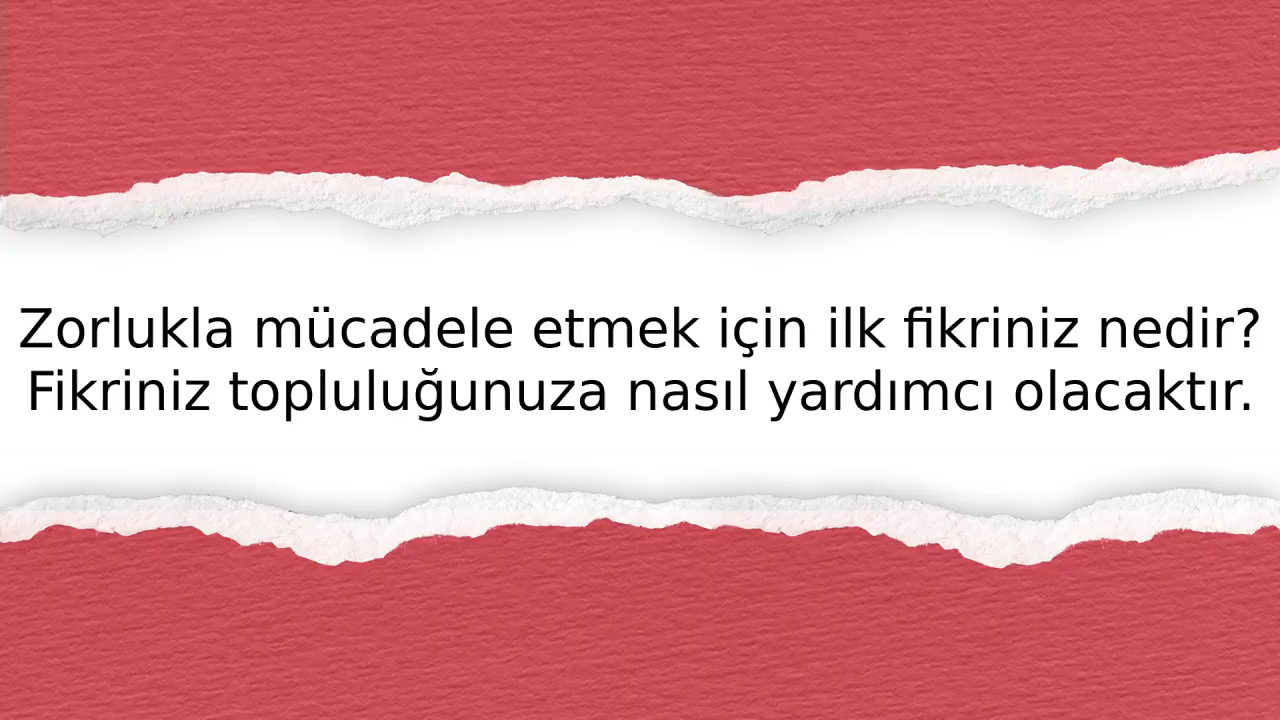 Zorlukla mücadele etmek için ilk fikriniz nedir?
Fikriniz topluluğunuza nasıl yardımcı olacaktır.